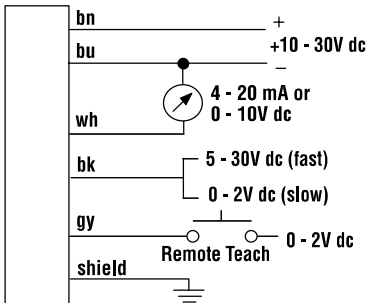 bn
+
+10 - 30V dc
bu
–
4 - 20 mA or
0 - 10V dc
wh
bk
5 - 30V dc (fast)
0 - 2V dc (slow)
gy
Remote Teach
0 - 2V dc
shield